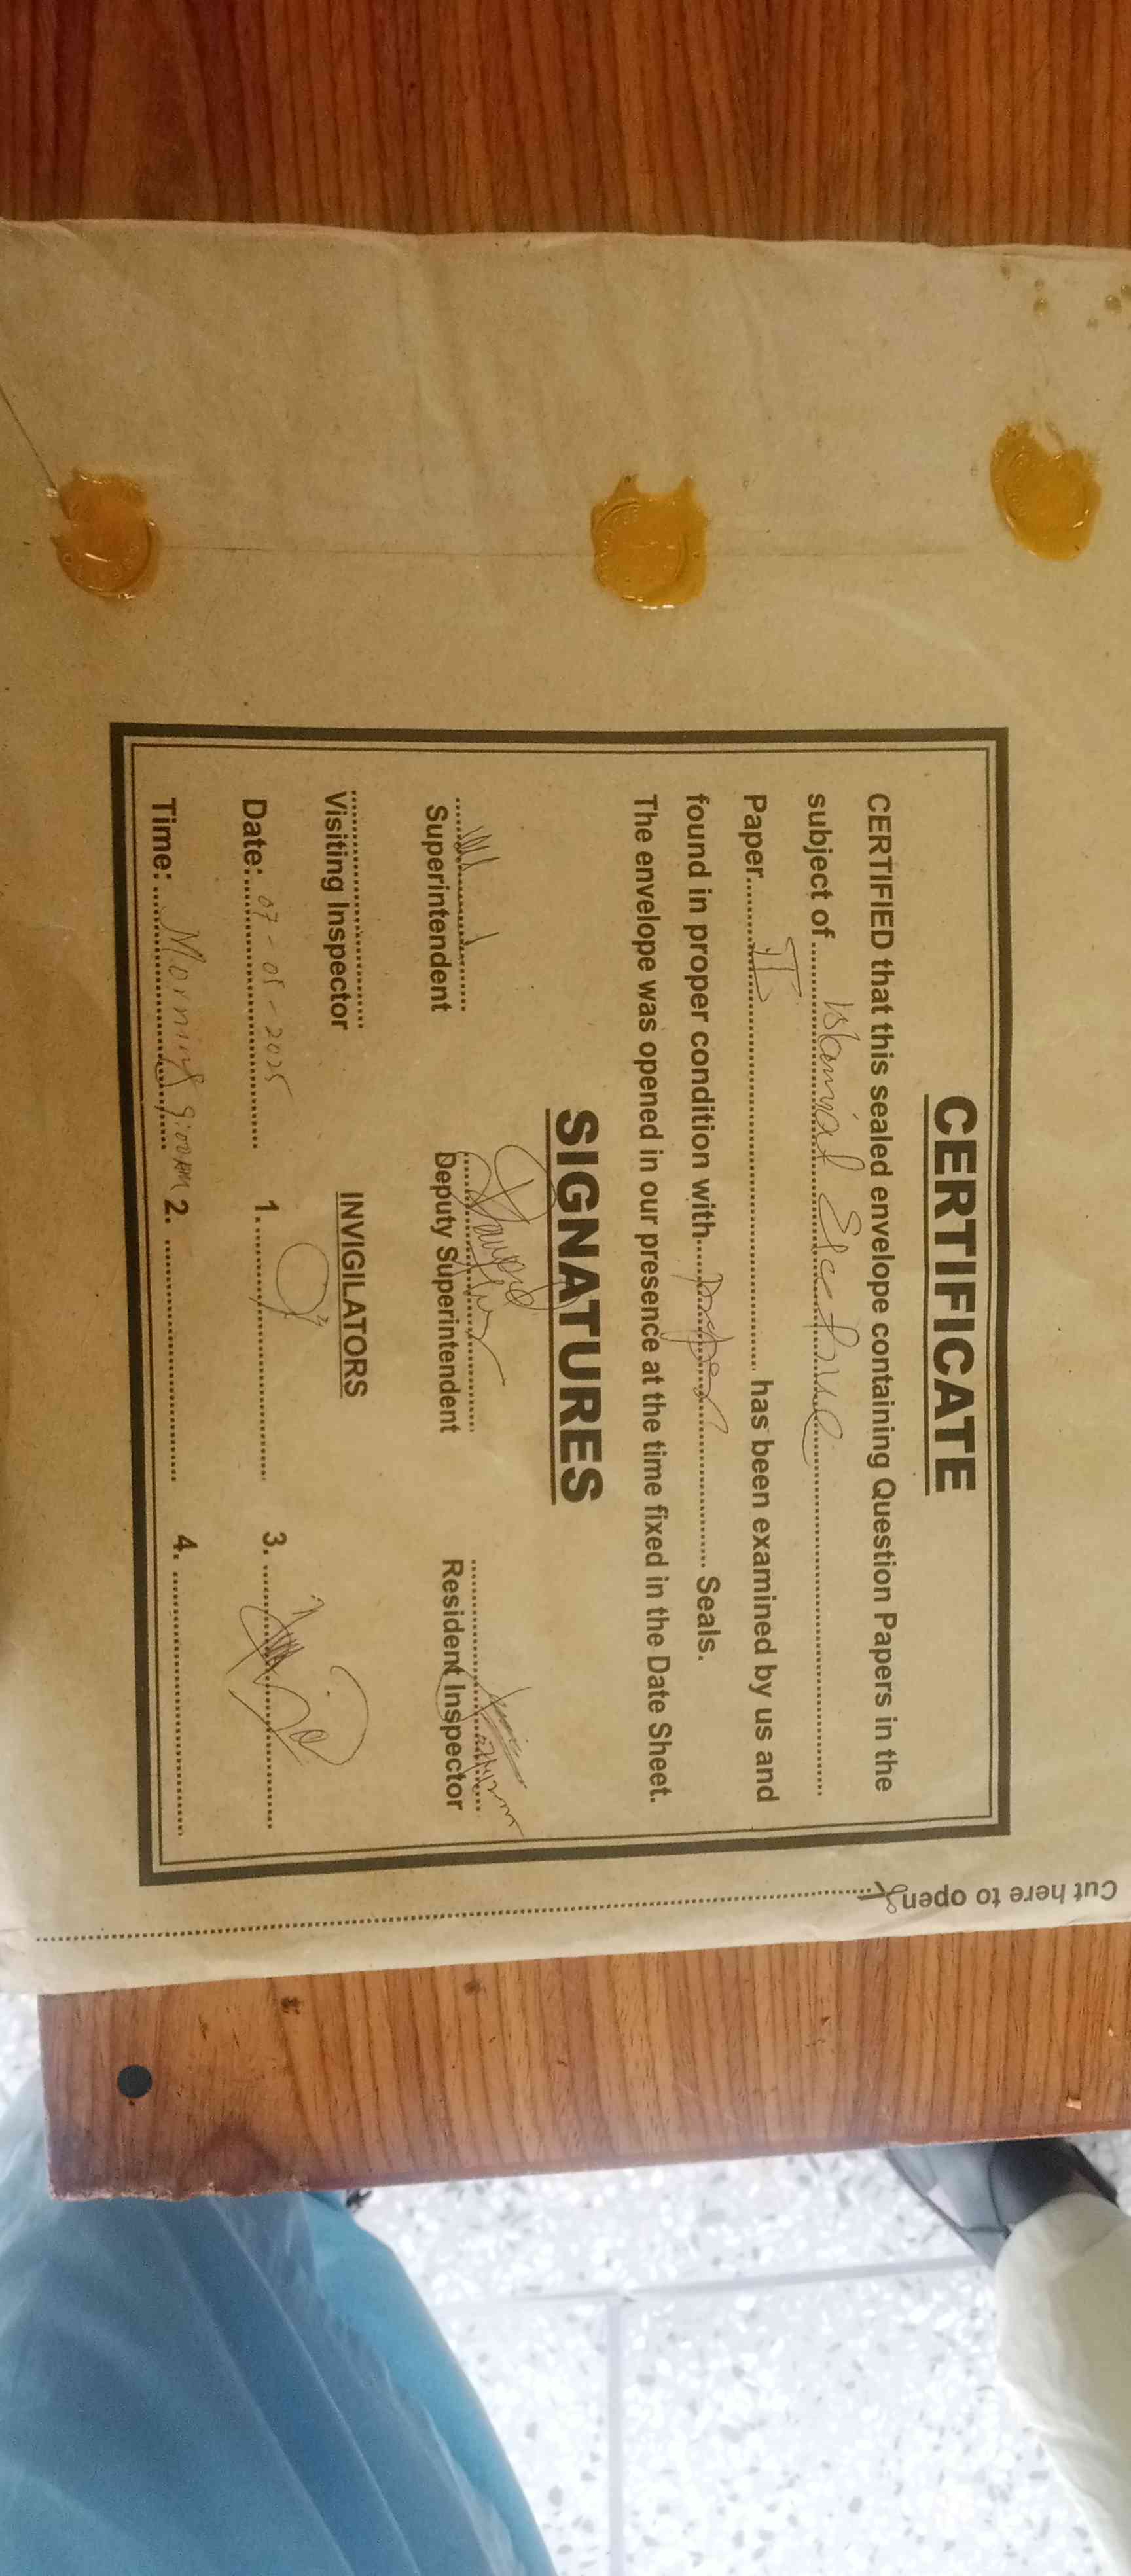 CERTIFICATE
CERTIFIED that this sealed envelope containing Question Papers in the
subject of Islamiat Elective
Paper II has been examined by us and
found in proper condition with proper Seals.
The envelope was opened in our presence at the time fixed in the Date Sheet.
SIGNATURES
Superintendent Deputy Superintendent Resident Inspector
Visiting Inspector INVIGILATORS
Date: 07-05-2025 1. 3.
Time: Morning 9:00 AM 2. 4.
Cut here to open